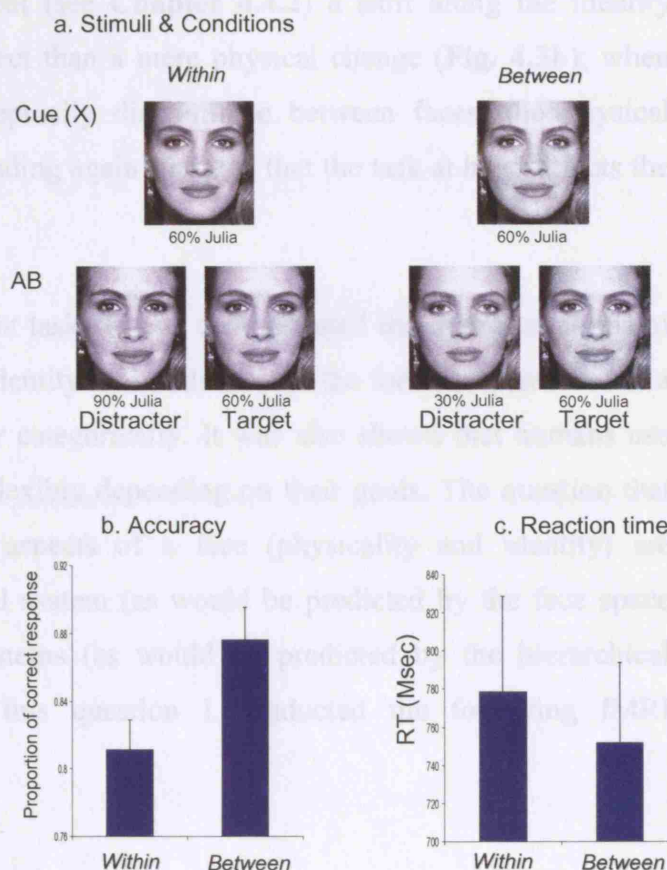 a. Stimuli & Conditions
Within
Between
Cue (X)
60% Julia
60% Julia
AB
90% Julia
60% Julia
30% Julia
60% Julia
Distracter
Target
Distracter
Target
b. Accuracy
c. Reaction time
Proportion of correct response
0.92
0.88
0.84
0.8
0.76
Within
Between
RT (Msec)
840
820
800
780
760
740
720
700
Within
Between